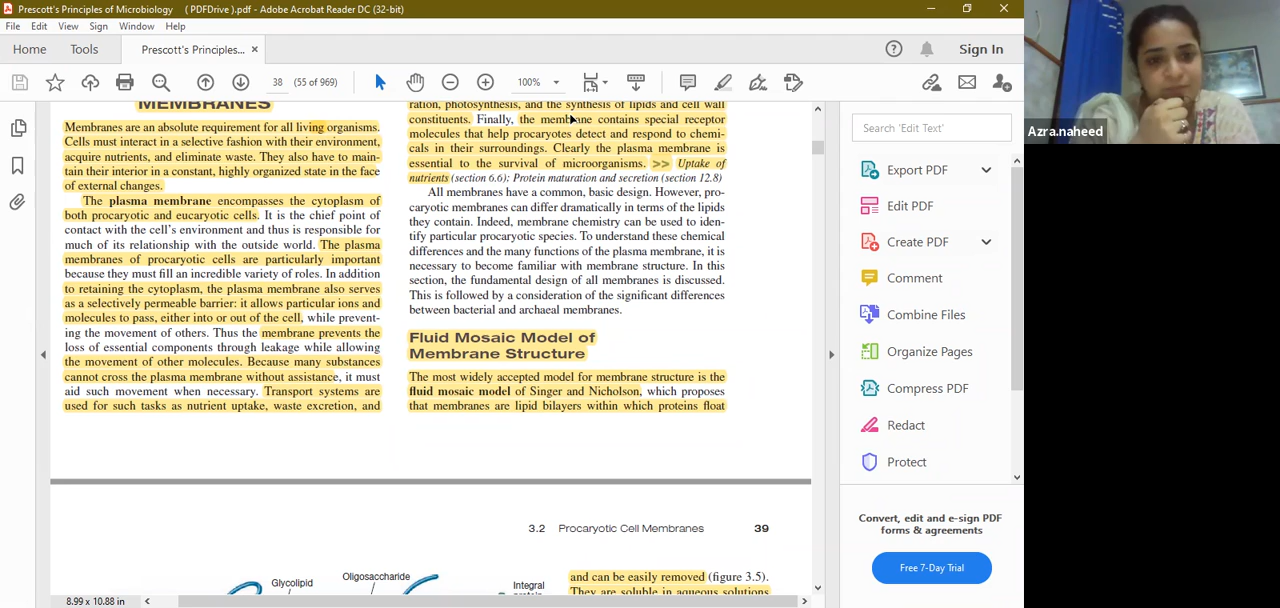 Prescott's Principles of Microbiology ( PDFDrive ).pdf - Adobe Acrobat Reader DC (32-bit)
File Edit View Sign Window Help
Home Tools Prescott's Principles... × Sign In
38 (55 of 969) 100%
MEMBRANES
Membranes are an absolute requirement for all living organisms.
Cells must interact in a selective fashion with their environment,
acquire nutrients, and eliminate waste. They also have to main-
tain their interior in a constant, highly organized state in the face
of external changes.
The plasma membrane encompasses the cytoplasm of
both procaryotic and eucaryotic cells. It is the chief point of
contact with the cell's environment and thus is responsible for
much of its relationship with the outside world. The plasma
membranes of procaryotic cells are particularly important
because they must fill an incredible variety of roles. In addition
to retaining the cytoplasm, the plasma membrane also serves
as a selectively permeable barrier: it allows particular ions and
molecules to pass, either into or out of the cell, while prevent-
ing the movement of others. Thus the membrane prevents the
loss of essential components through leakage while allowing
the movement of other molecules. Because many substances
cannot cross the plasma membrane without assistance, it must
aid such movement when necessary. Transport systems are
used for such tasks as nutrient uptake, waste excretion, and
ration, photosynthesis, and the synthesis of lipids and cell wall
constituents. Finally, the membrane contains special receptor
molecules that help procaryotes detect and respond to chemi-
cals in their surroundings. Clearly the plasma membrane is
essential to the survival of microorganisms. >> Uptake of
nutrients (section 6.6); Protein maturation and secretion (section 12.8)
All membranes have a common, basic design. However, pro-
caryotic membranes can differ dramatically in terms of the lipids
they contain. Indeed, membrane chemistry can be used to iden-
tify particular procaryotic species. To understand these chemical
differences and the many functions of the plasma membrane, it is
necessary to become familiar with membrane structure. In this
section, the fundamental design of all membranes is discussed.
This is followed by a consideration of the significant differences
between bacterial and archaeal membranes.
Fluid Mosaic Model of
Membrane Structure
The most widely accepted model for membrane structure is the
fluid mosaic model of Singer and Nicholson, which proposes
that membranes are lipid bilayers within which proteins float
3.2 Procaryotic Cell Membranes 39
Glycolipid
Oligosaccharide
Integral
and can be easily removed (figure 3.5).
They are soluble in aqueous solutions
8.99 x 10.88 in
Search 'Edit Text'
Export PDF
Edit PDF
Create PDF
Comment
Combine Files
Organize Pages
Compress PDF
Redact
Protect
Convert, edit and e-sign PDF
forms & agreements
Free 7-Day Trial
Azra.naheed